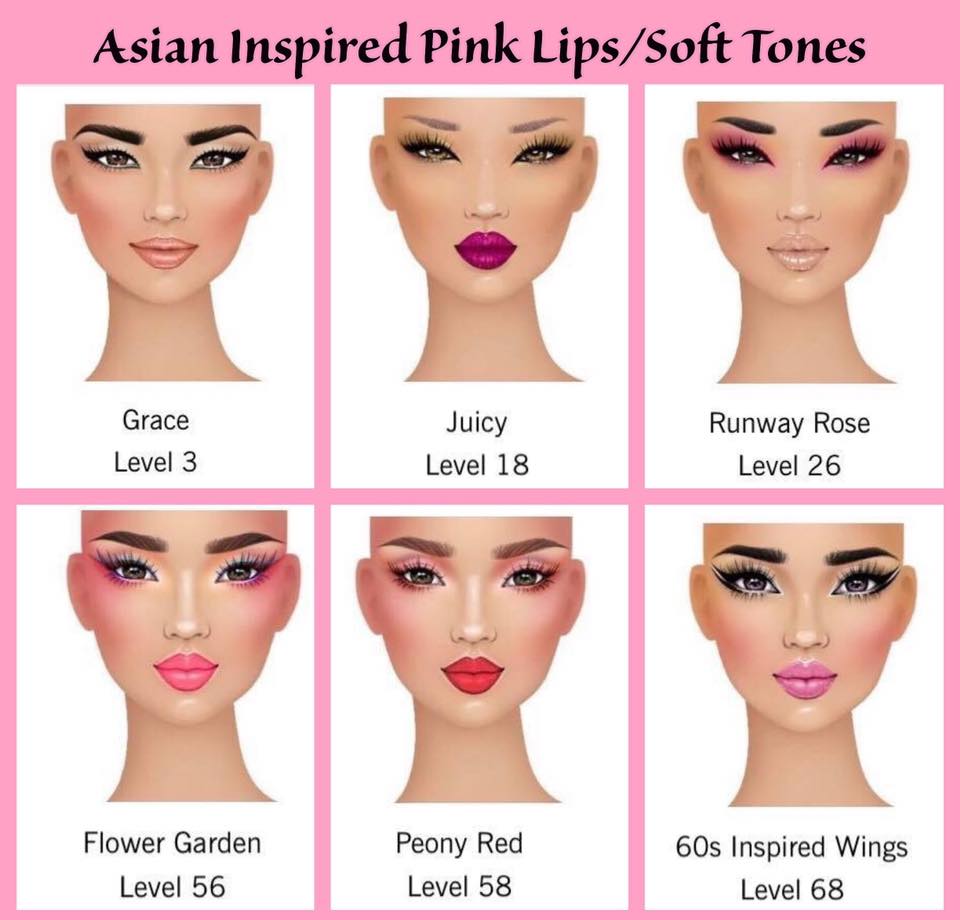 Asian Inspired Pink Lips/Soft Tones
Grace
Level 3
Juicy
Level 18
Runway Rose
Level 26
Flower Garden
Level 56
Peony Red
Level 58
60s Inspired Wings
Level 68